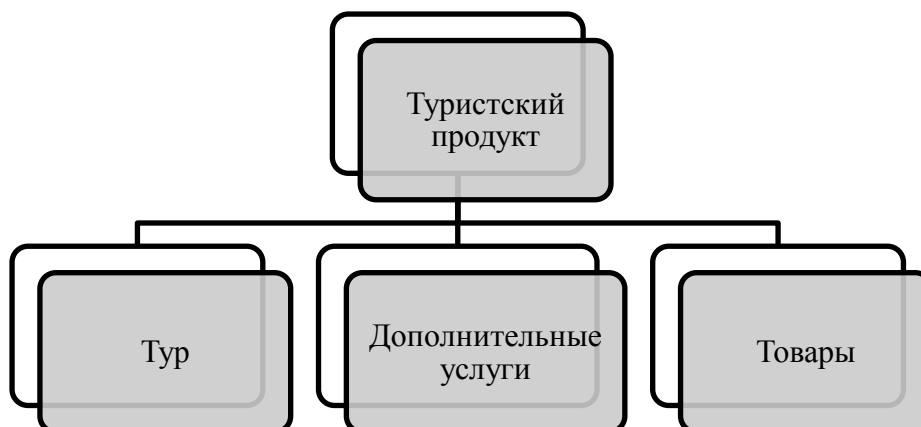 Туристский
продукт
Тур
Дополнительные
услуги
Товары